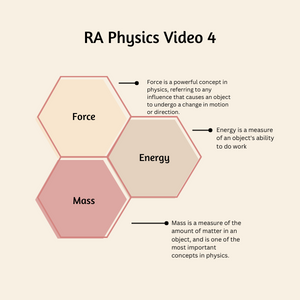 RA Physics Video 4
Force
Force is a powerful concept in
physics, referring to any
influence that causes an object
to undergo a change in motion
or direction.
Energy
Energy is a measure
of an object's ability
to do work
Mass
Mass is a measure of the
amount of matter in an
object, and is one of the
most important
concepts in physics.